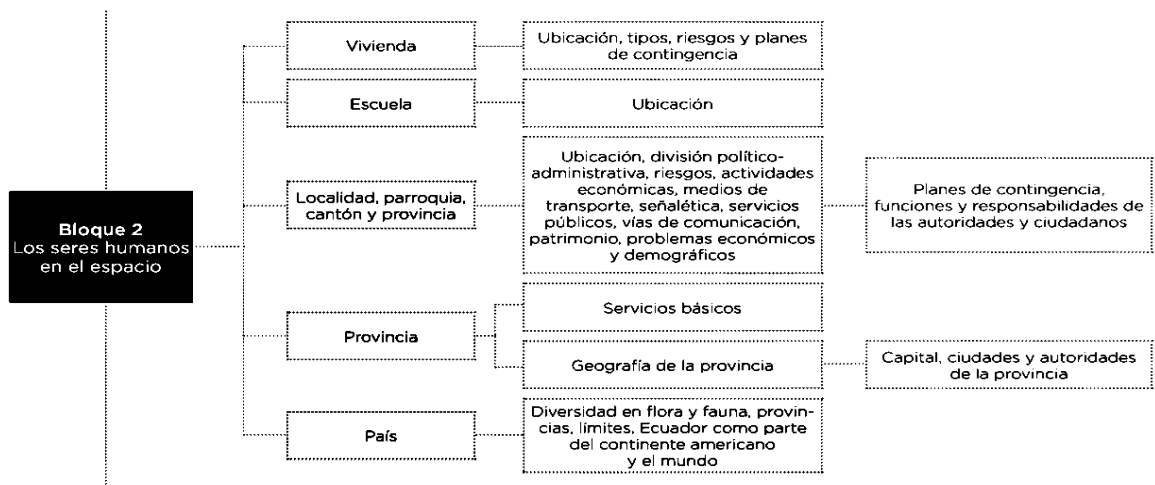 Bloque 2
Los seres humanos
en el espacio
Vivienda
Ubicación, tipos, riesgos y planes
de contingencia
Escuela
Ubicación
Localidad, parroquia,
cantón y provincia
Ubicación, división político-
administrativa, riesgos, actividades
económicas, medios de
transporte, señalética, servicios
públicos, vías de comunicación,
patrimonio, problemas económicos
y demográficos
Planes de contingencia,
funciones y responsabilidades de
las autoridades y ciudadanos
Provincia
Servicios básicos
Geografía de la provincia
Capital, ciudades y autoridades
de la provincia
País
Diversidad en flora y fauna, provin-
cias, límites, Ecuador como parte
del continente americano
y el mundo